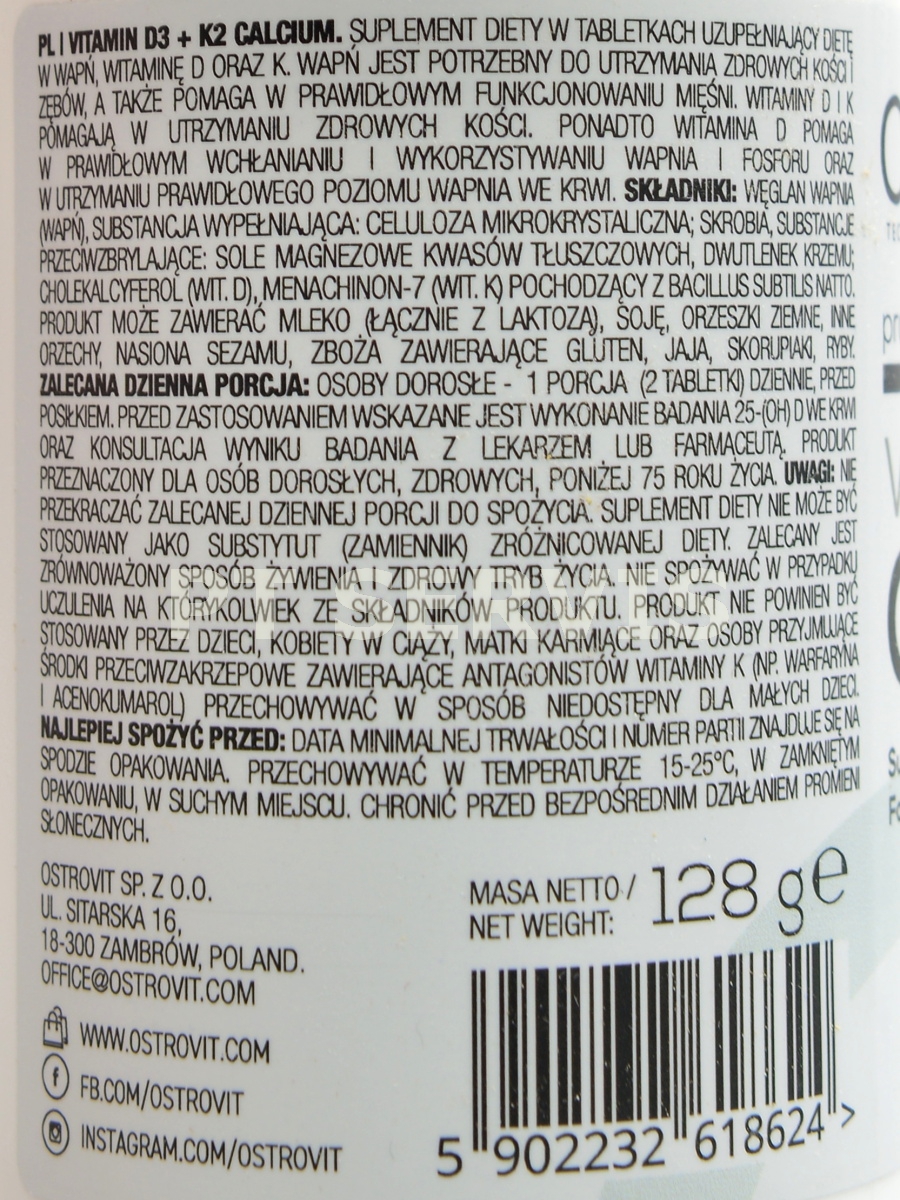 PL | VITAMIN D3 + K2 CALCIUM. SUPLEMENT DIETY W TABLETKACH UZUPEŁNIAJĄCY DIETĘ
W WAPŃ, WITAMINĘ D ORAZ K. WAPŃ JEST POTRZEBNY DO UTRZYMANIA ZDROWYCH KOŚCI I
ZĘBÓW, A TAKŻE POMAGA W PRAWIDŁOWYM FUNKCJONOWANIU MIĘŚNI. WITAMINY D I K
POMAGAJĄ W UTRZYMANIU ZDROWYCH KOŚCI. PONADTO WITAMINA D POMAGA
W PRAWIDŁOWYM WCHŁANIANIU I WYKORZYSTYWANIU WAPNIA I FOSFORU ORAZ
W UTRZYMANIU PRAWIDŁOWEGO POZIOMU WAPNIA WE KRWI. SKŁADNIKI: WĘGLAN WAPNIA
(WAPŃ), SUBSTANCJA WYPEŁNIAJĄCA: CELULOZA MIKROKRYSTALICZNA; SKROBIA, SUBSTANCJE
PRZECIWZBRYLAJĄCE: SOLE MAGNEZOWE KWASÓW TŁUSZCZOWYCH, DWUTLENEK KRZEMU;
CHOLEKALCYFEROL (WIT. D), MENACHINON-7 (WIT. K) POCHODZĄCY Z BACILLUS SUBTILIS NATTO.
PRODUKT MOŻE ZAWIERAĆ MLEKO (ŁĄCZNIE Z LAKTOZĄ), SOJĘ, ORZESZKI ZIEMNE, INNE
ORZECHY, NASIONA SEZAMU, ZBOŻA ZAWIERAJĄCE GLUTEN, JAJA, SKORUPIAKI, RYBY.
ZALECANA DZIENNA PORCJA: OSOBY DOROSŁE - 1 PORCJA (2 TABLETKI) DZIENNIE, PRZED
POSIŁKIEM. PRZED ZASTOSOWANIEM WSKAZANE JEST WYKONANIE BADANIA 25-(OH) D WE KRWI
ORAZ KONSULTACJA WYNIKU BADANIA Z LEKARZEM LUB FARMACEUTĄ. PRODUKT
PRZEZNACZONY DLA OSÓB DOROSŁYCH, ZDROWYCH, PONIŻEJ 75 ROKU ŻYCIA. UWAGI: NIE
PRZEKRACZAĆ ZALECANEJ DZIENNEJ PORCJI DO SPOŻYCIA. SUPLEMENT DIETY NIE MOŻE BYĆ
STOSOWANY JAKO SUBSTYTUT (ZAMIENNIK) ZRÓŻNICOWANEJ DIETY. ZALECANY JEST
ZRÓWNOWAŻONY SPOSÓB ŻYWIENIA I ZDROWY TRYB ŻYCIA. NIE SPOŻYWAĆ W PRZYPADKU
UCZULENIA NA KTÓRYKOLWIEK ZE SKŁADNIKÓW PRODUKTU. PRODUKT NIE POWINIEN BYĆ
STOSOWANY PRZEZ DZIECI, KOBIETY W CIĄŻY, MATKI KARMIĄCE ORAZ OSOBY PRZYJMUJĄCE
ŚRODKI PRZECIWZAKRZEPOWE ZAWIERAJĄCE ANTAGONISTÓW WITAMINY K (NP. WARFARYNA
I ACENOKUMAROL) PRZECHOWYWAĆ W SPOSÓB NIEDOSTĘPNY DLA MAŁYCH DZIECI.
NAJLEPIEJ SPOŻYĆ PRZED: DATA MINIMALNEJ TRWAŁOŚCI I NUMER PARTII ZNAJDUJE SIĘ NA
SPODZIE OPAKOWANIA. PRZECHOWYWAĆ W TEMPERATURZE 15-25°C, W ZAMKNIĘTYM
OPAKOWANIU, W SUCHYM MIEJSCU. CHRONIĆ PRZED BEZPOŚREDNIM DZIAŁANIEM PROMIENI
SŁONECZNYCH.
OSTROVIT SP. Z O.O.
UL. SITARSKA 16,
18-300 ZAMBRÓW, POLAND.
OFFICE@OSTROVIT.COM
WWW.OSTROVIT.COM
FB.COM/OSTROVIT
INSTAGRAM.COM/OSTROVIT
MASA NETTO /
NET WEIGHT:
128 g e
5 902232 618624 >